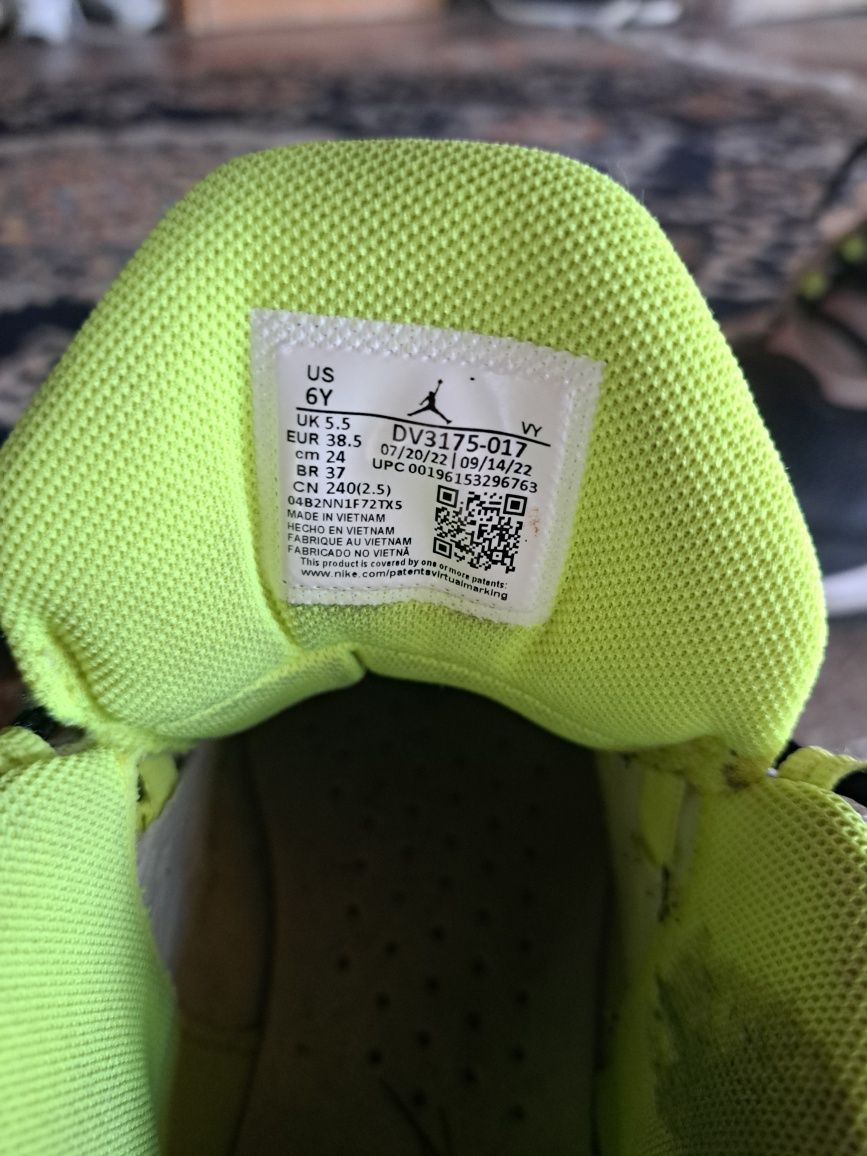 US
6Y
VY
UK 5.5
DV3175-017
EUR 38.5
07/20/22 | 09/14/22
cm 24
UPC 00196153296763
BR 37
CN 240(2.5)
04B2NN1F72TX5
MADE IN VIETNAM
HECHO EN VIETNAM
FABRIQUE AU VIETNAM
FABRICADO NO VIETNÃ
This product is covered by one or more patents:
www.nike.com/patentsvirtualmarking